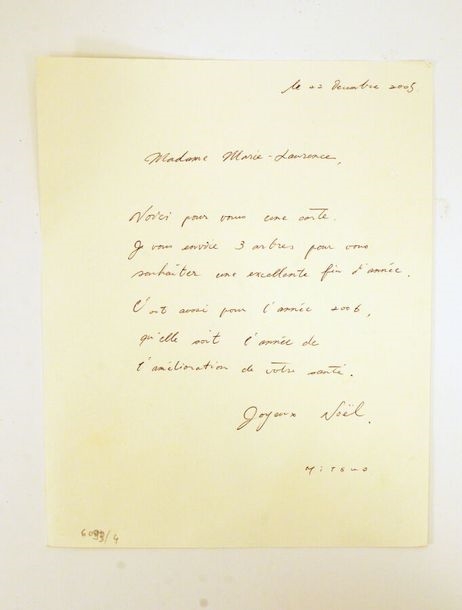 le 22 decembre 2005
Madame Marie-Laurence,
Voici pour vous une carte.
Je vous envoie 3 arbres pour vous
souhaiter une excellente fin d'année.
C'est aussi pour l'année 2006,
qu'elle soit l'année de
l'amélioration de votre santé.
Joyeux Noël.
MITSUO
6093/4